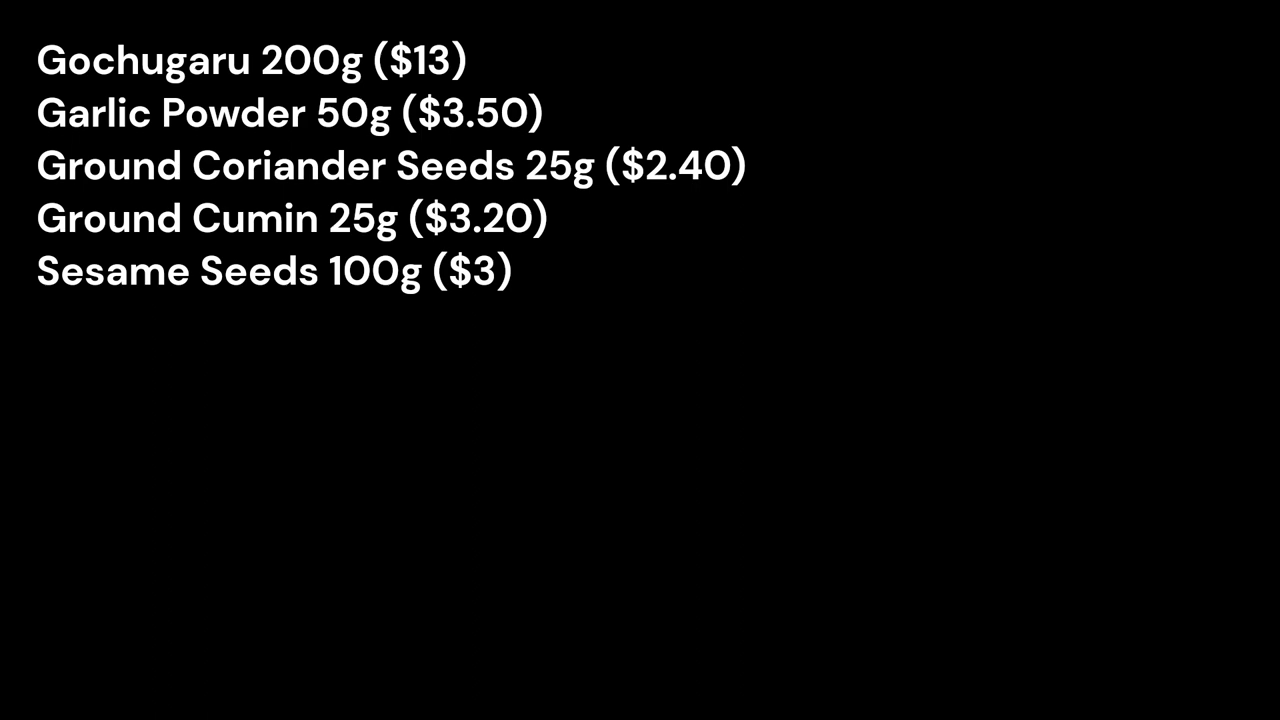 Gochugaru 200g ($13)
Garlic Powder 50g ($3.50)
Ground Coriander Seeds 25g ($2.40)
Ground Cumin 25g ($3.20)
Sesame Seeds 100g ($3)